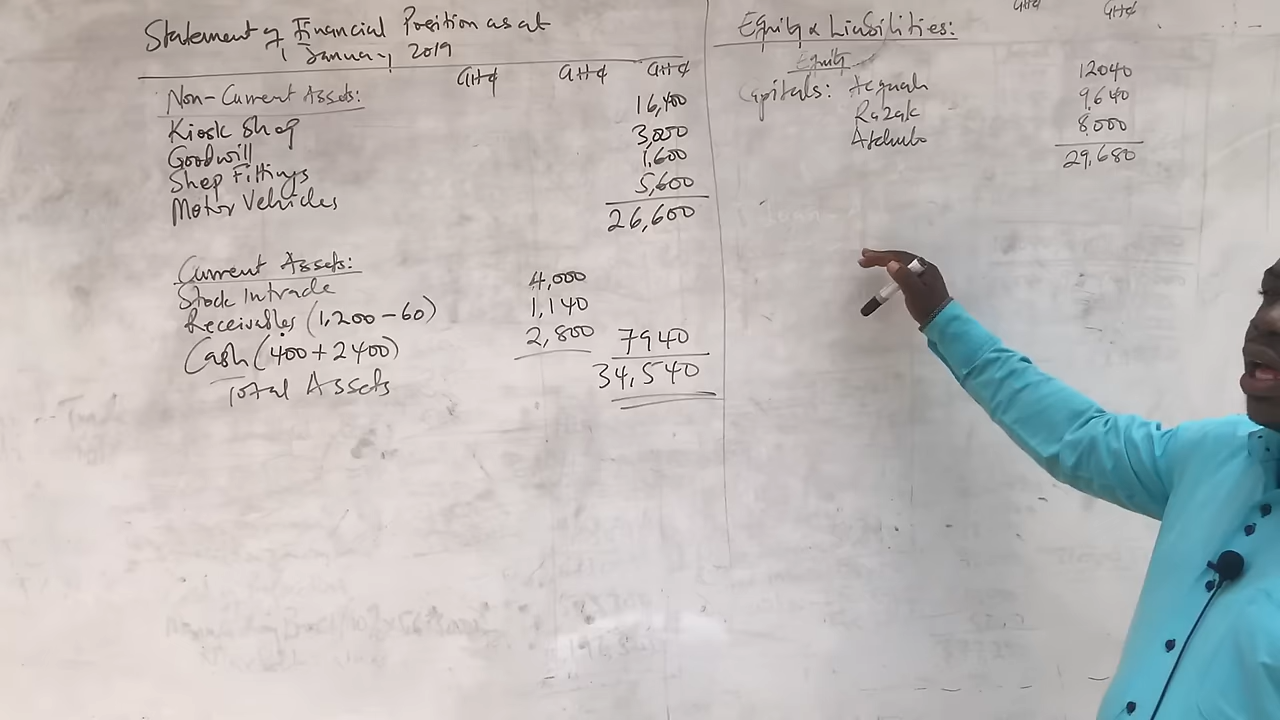 Statement of Financial Position as at
1 January 2019
GH¢ GH¢ GH¢
Non-Current Assets:
Kiosk Shop 16,400
Goodwill 3,000
Shop Fittings 1,600
Motor Vehicles 5,600
26,600
Current Assets:
Stock In trade 4,000
Receivables (1,200 - 60) 1,140
Cash (400 + 2400) 2,800 7940
Total Assets 34,540
GH¢ GH¢
Equity & Liabilities:
Equity
Capitals: Acquah 12040
Razak 9,640
8,000
29,680